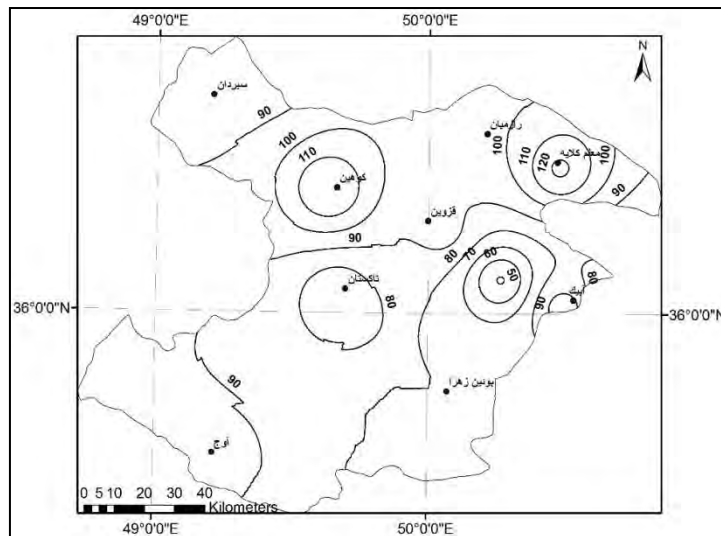 49°0'0"E 50°0'0"E
N
سیردان
90
رازمیان
100
100
110
100
110
معلم کلایه
120
کوهین
90
قزوین
90
80
70
60
50
80
36°0'0"N
تاکستان
80
آبیك
90
36°0'0"N
90
بوئین زهرا
آوج
0 5 10 20 30 40
Kilometers
49°0'0"E 50°0'0"E